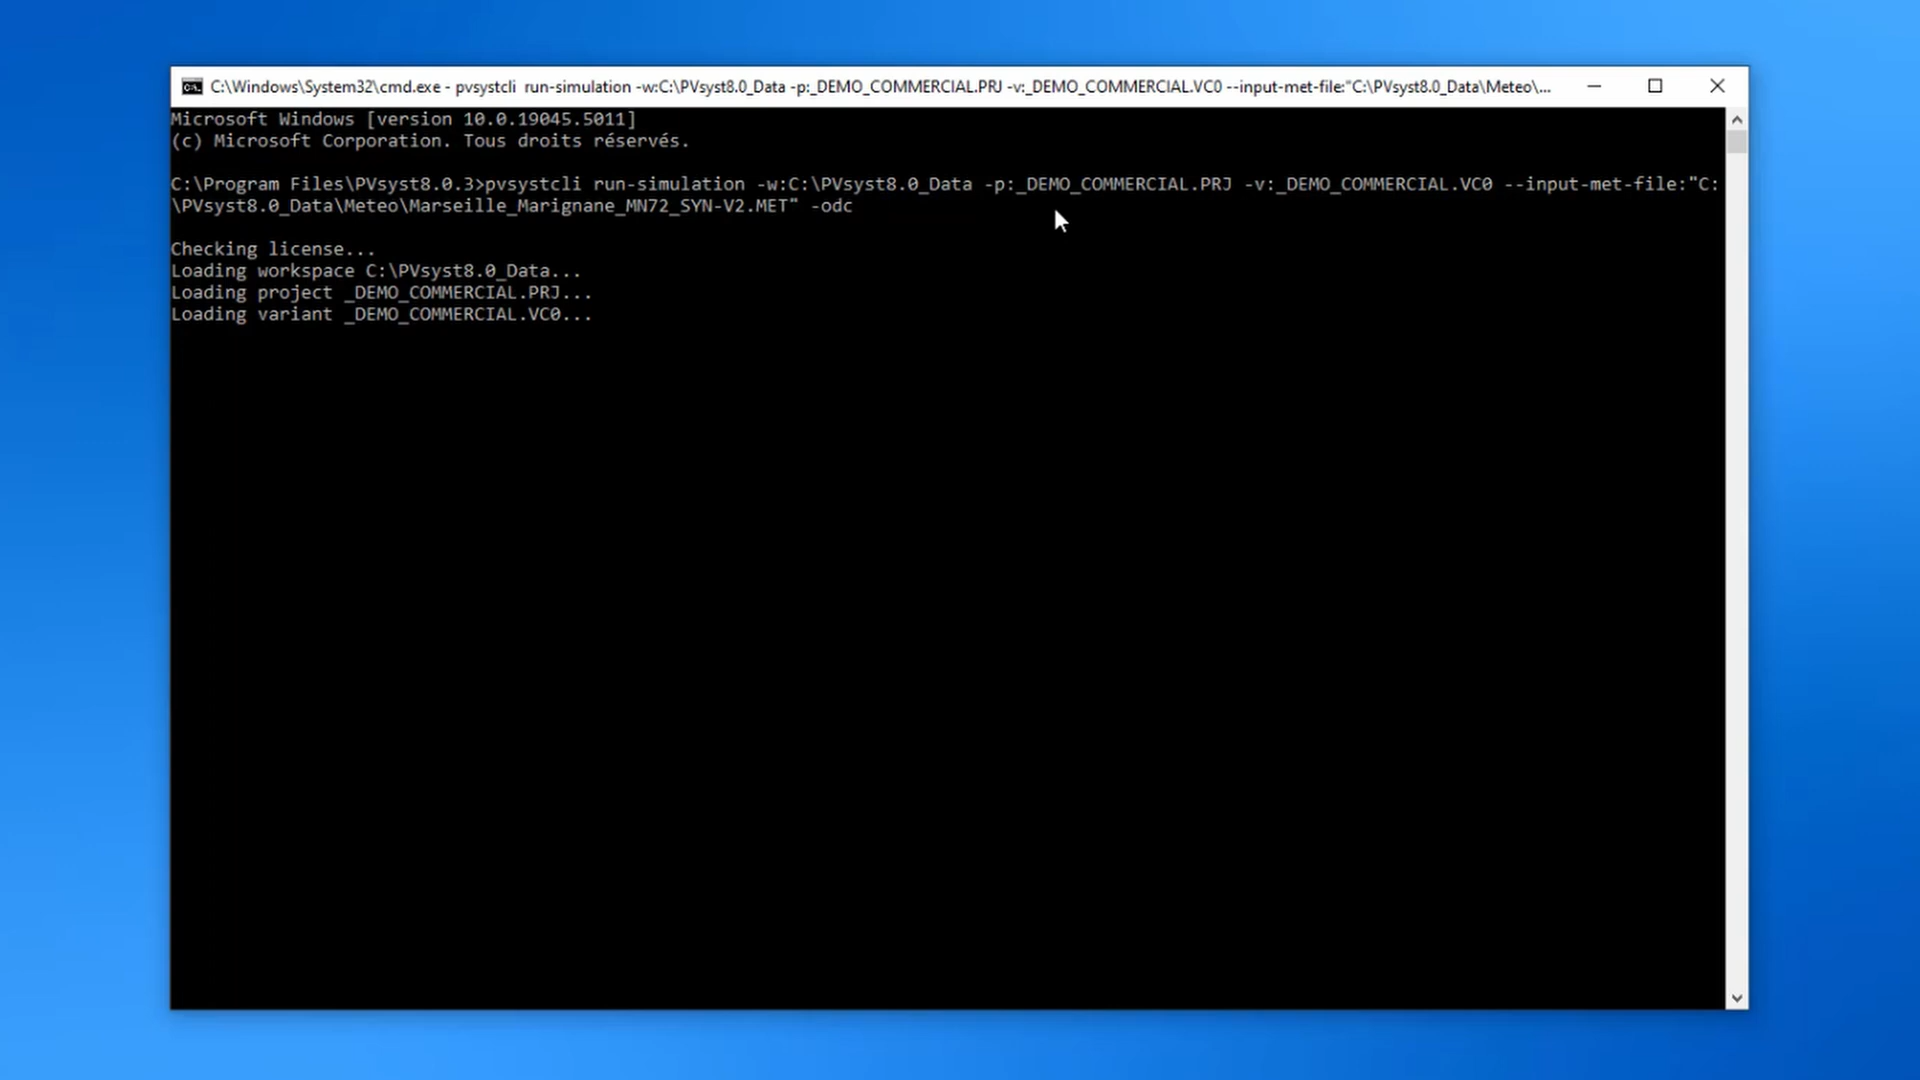 C:\Windows\System32\cmd.exe - pvsystcli  run-simulation -w:C:\PVsyst8.0_Data -p:_DEMO_COMMERCIAL.PRJ -v:_DEMO_COMMERCIAL.VC0 --input-met-file:"C:\PVsyst8.0_Data\Meteo\...
Microsoft Windows [version 10.0.19045.5011]
(c) Microsoft Corporation. Tous droits réservés.
C:\Program Files\PVsyst8.0.3>pvsystcli run-simulation -w:C:\PVsyst8.0_Data -p:_DEMO_COMMERCIAL.PRJ -v:_DEMO_COMMERCIAL.VC0 --input-met-file:"C:
\PVsyst8.0_Data\Meteo\Marseille_Marignane_MN72_SYN-V2.MET" -odc
Checking license...
Loading workspace C:\PVsyst8.0_Data...
Loading project _DEMO_COMMERCIAL.PRJ...
Loading variant _DEMO_COMMERCIAL.VC0...